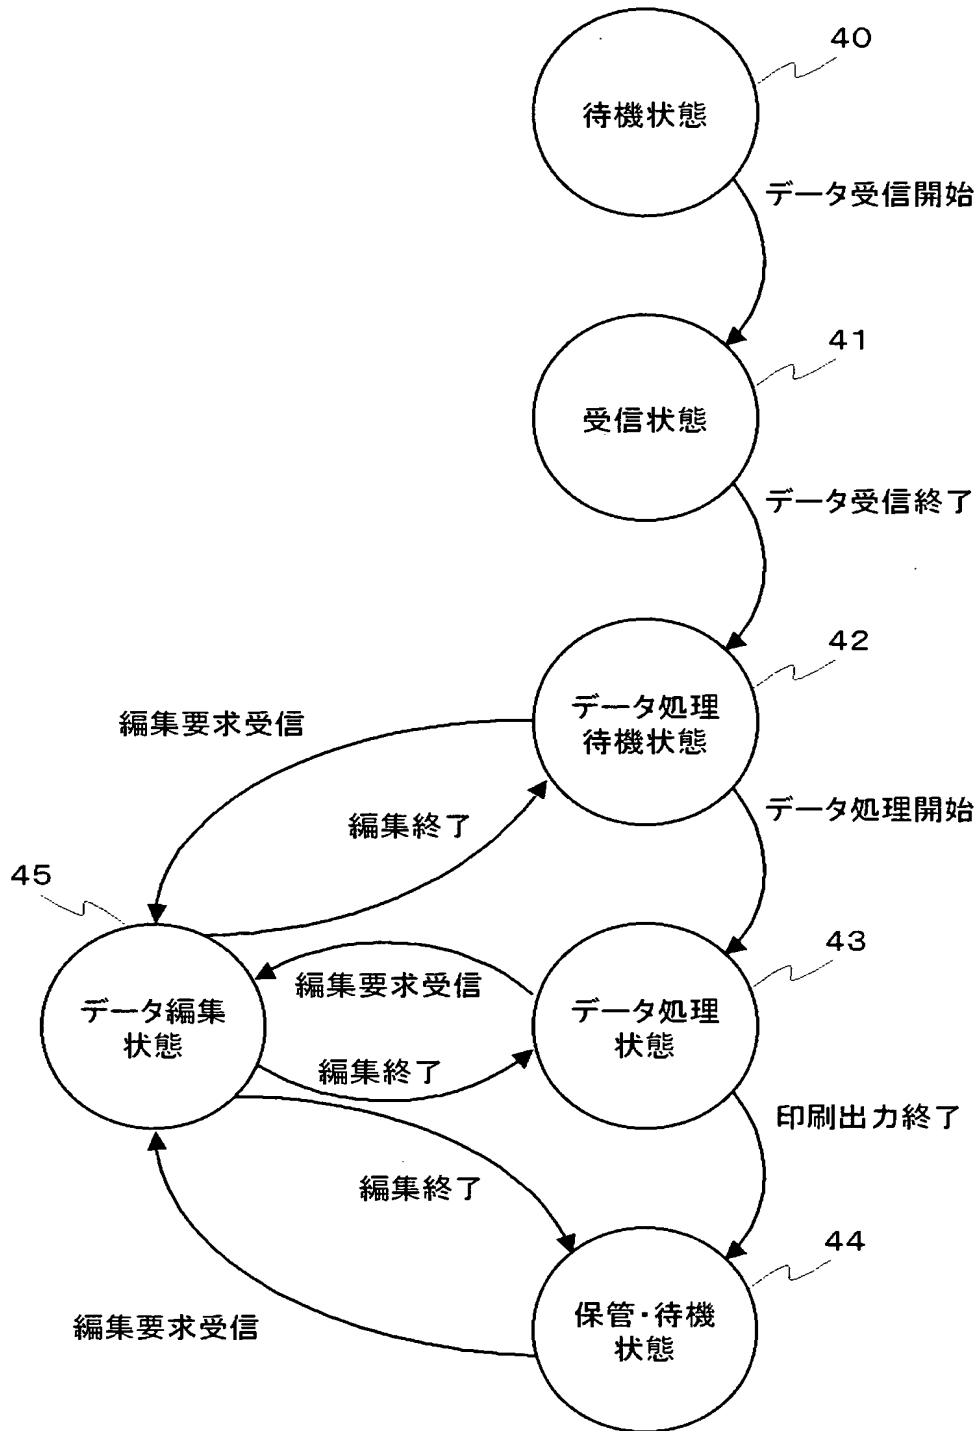 40
待機状態
データ受信開始
41
受信状態
データ受信終了
42
データ処理
待機状態
編集要求受信
編集終了
データ処理開始
45
43
データ編集
状態
編集要求受信
データ処理
状態
編集終了
印刷出力終了
編集終了
44
保管・待機
状態
編集要求受信